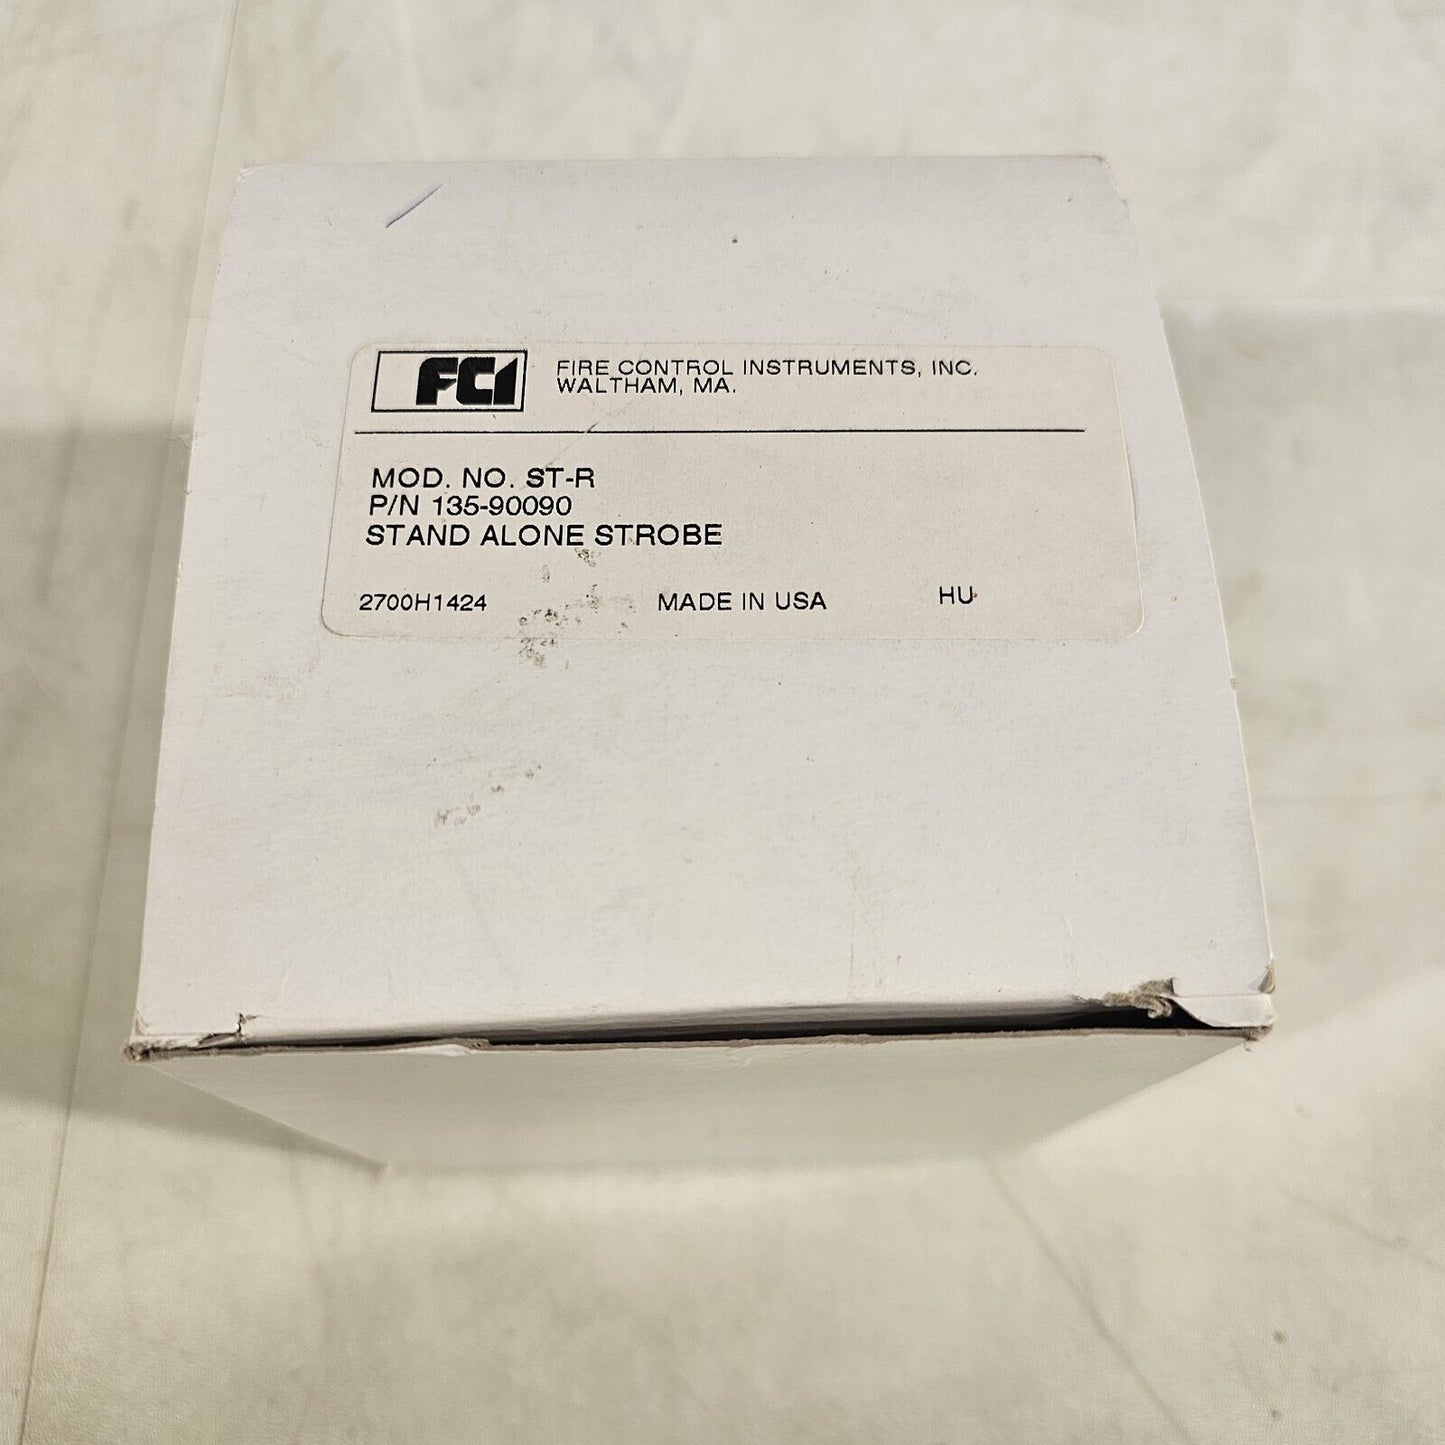 FCI
FIRE CONTROL INSTRUMENTS, INC.
WALTHAM, MA.
MOD. NO. ST-R
P/N 135-90090
STAND ALONE STROBE
2700H1424 MADE IN USA HU